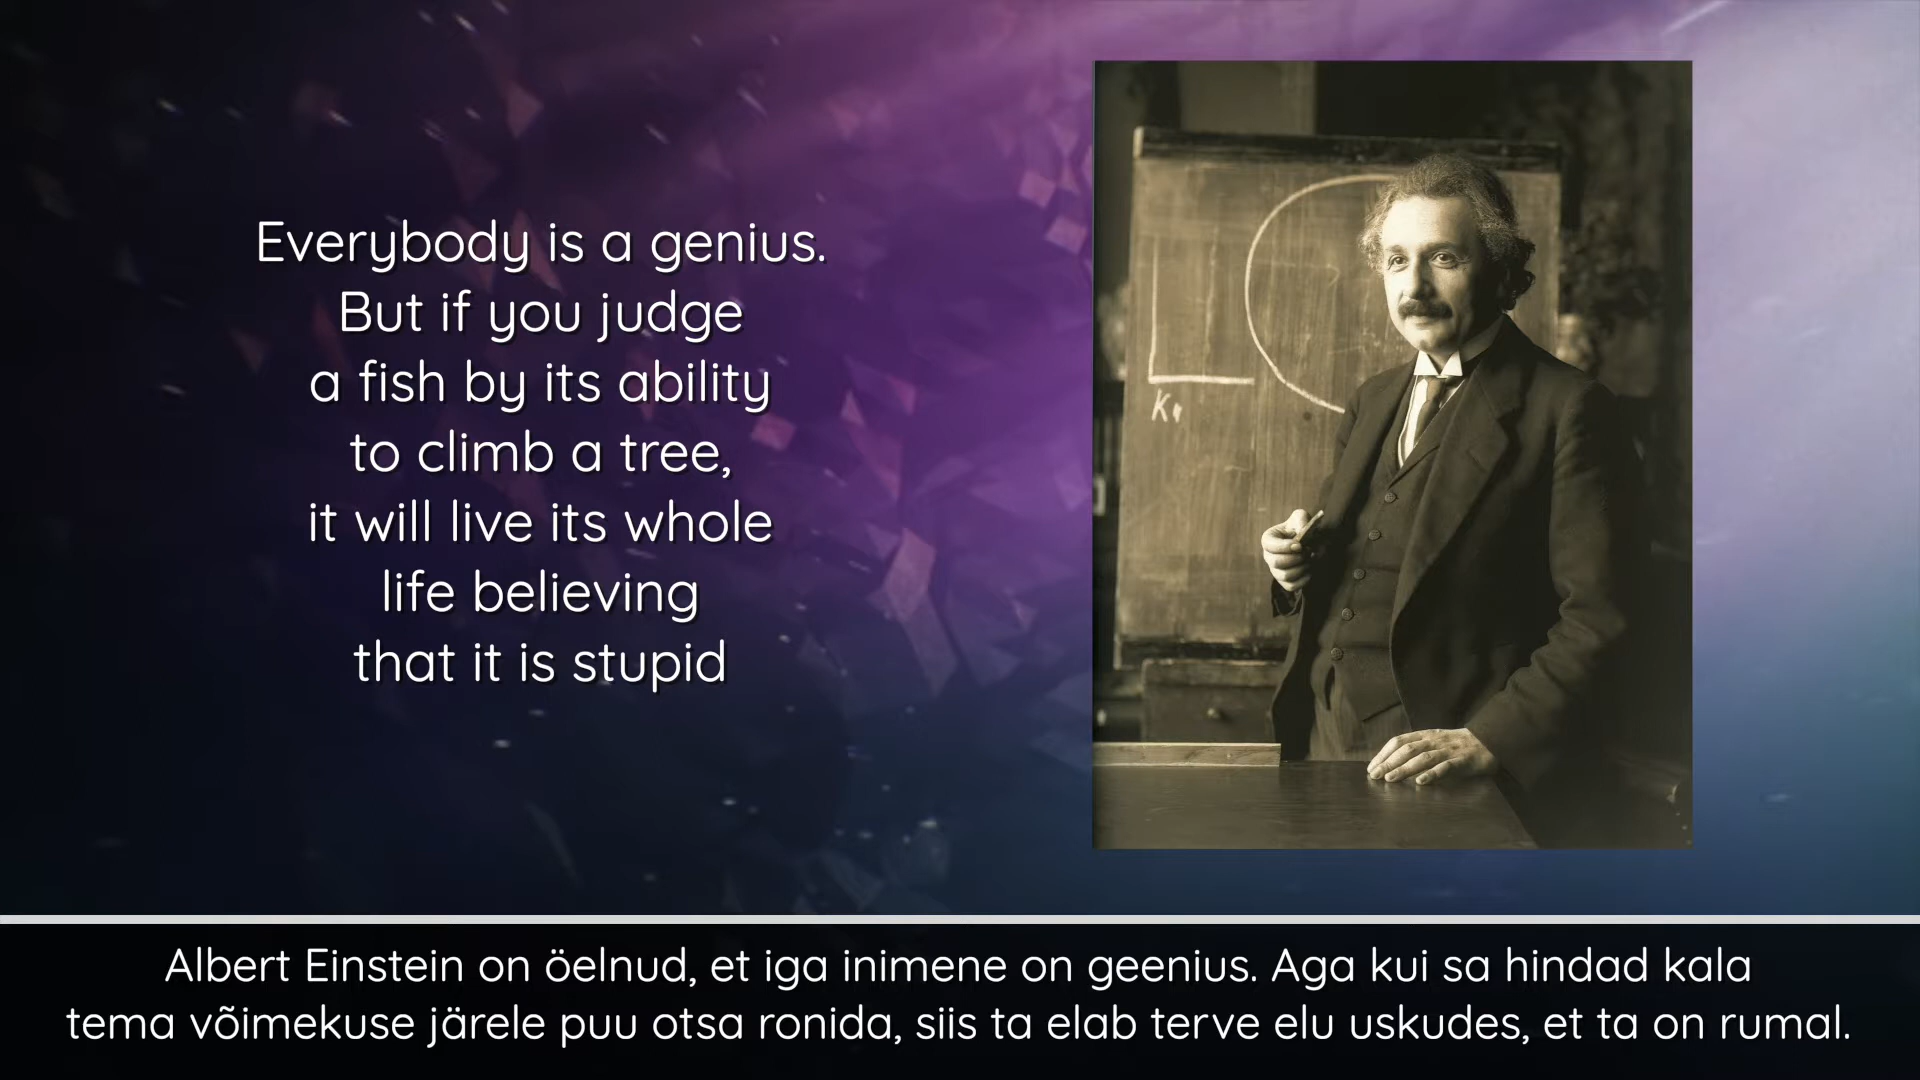 Everybody is a genius.
But if you judge
a fish by its ability
to climb a tree,
it will live its whole
life believing
that it is stupid
K₁
Albert Einstein on öelnud, et iga inimene on geenius. Aga kui sa hindad kala
tema võimekuse järele puu otsa ronida, siis ta elab terve elu uskudes, et ta on rumal.